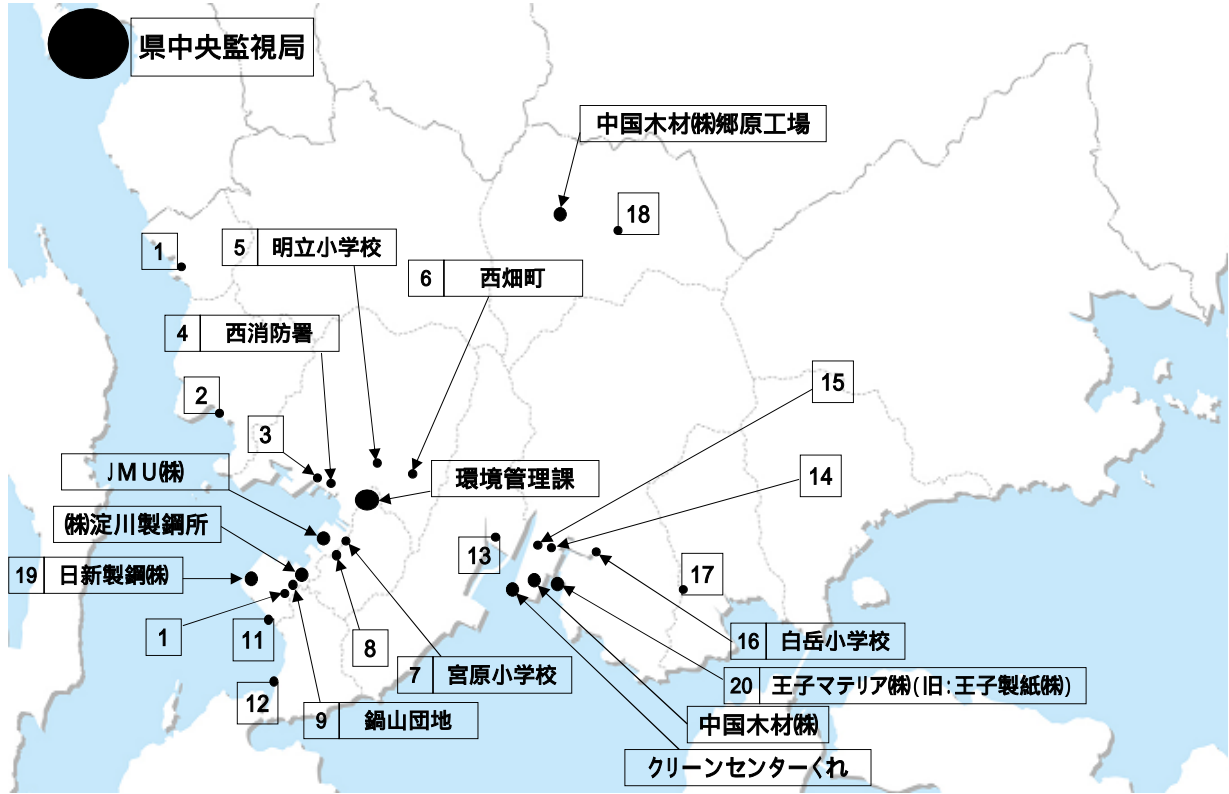 県中央監視局
中国木材㈱郷原工場
18
1
5 明立小学校
6 西畑町
4 西消防署
15
2
3
JMU㈱
環境管理課
14
㈱淀川製鋼所
13
19 日新製鋼㈱
17
1
11
8
16 白岳小学校
7 宮原小学校
20 王子マテリア㈱(旧:王子製紙㈱)
12
9 鍋山団地
中国木材㈱
クリーンセンターくれ